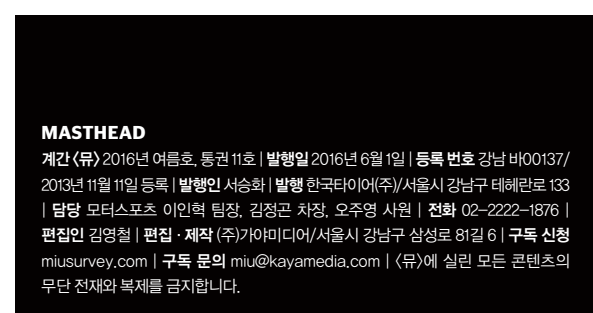 MASTHEAD
계간 〈뮤〉 2016년 여름호, 통권 11호 | 발행일 2016년 6월 1일 | 등록 번호 강남 바00137/
2013년 11월 11일 등록 | 발행인 서승화 | 발행 한국타이어(주)/서울시 강남구 테헤란로 133
| 담당 모터스포츠 이인혁 팀장, 김정곤 차장, 오주영 사원 | 전화 02–2222–1876 |
편집인 김영철 | 편집 · 제작 (주)가야미디어/서울시 강남구 삼성로 81길 6 | 구독 신청
miusurvey.com | 구독 문의 miu@kayamedia.com | 〈뮤〉에 실린 모든 콘텐츠의
무단 전재와 복제를 금지합니다.